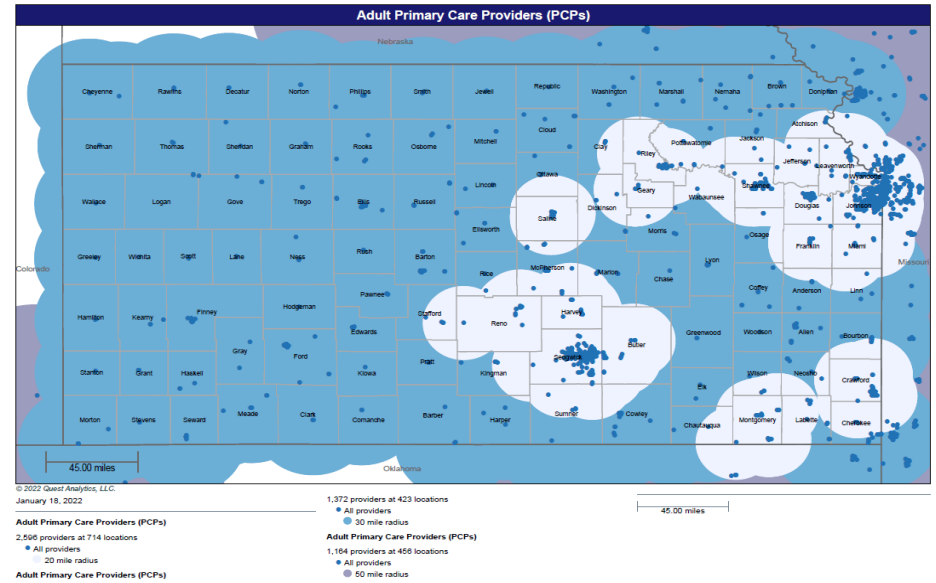 Adult Primary Care Providers (PCPs)
Nebraska
Cheyenne Rawlins Decatur Norton Phillips Smith Jewell Republic Washington Marshall Nemaha Brown Doniphan
Atchison
Sherman Thomas Sheridan Graham Rooks Osborne Mitchell Cloud Clay Riley Pottawatomie Jackson
Jefferson Leavenworth
Wallace Logan Gove Trego Ellis Russell Lincoln Ottawa Geary Wabaunsee Shawnee Wyandotte
Saline Dickinson Douglas Johnson
Ellsworth Morris Osage Franklin Miami
Greeley Wichita Scott Lane Ness Rush Barton Lyon
Colorado Missouri
Rice McPherson Marion Chase Coffey Anderson Linn
Hamilton Kearny Finney Hodgeman Pawnee Stafford Reno Harvey
Gray Ford Edwards Sedgwick Butler Greenwood Woodson Allen Bourbon
Stanton Grant Haskell Kiowa Pratt Kingman Elk Wilson Neosho Crawford
Morton Stevens Seward Meade Clark Comanche Barber Harper Sumner Cowley Chautauqua Montgomery Labette Cherokee
45.00 miles
Oklahoma
© 2022 Quest Analytics, LLC.
January 18, 2022
Adult Primary Care Providers (PCPs)
2,596 providers at 714 locations
All providers
20 mile radius
Adult Primary Care Providers (PCPs)
1,372 providers at 423 locations
All providers
30 mile radius
Adult Primary Care Providers (PCPs)
1,164 providers at 456 locations
All providers
50 mile radius
45.00 miles